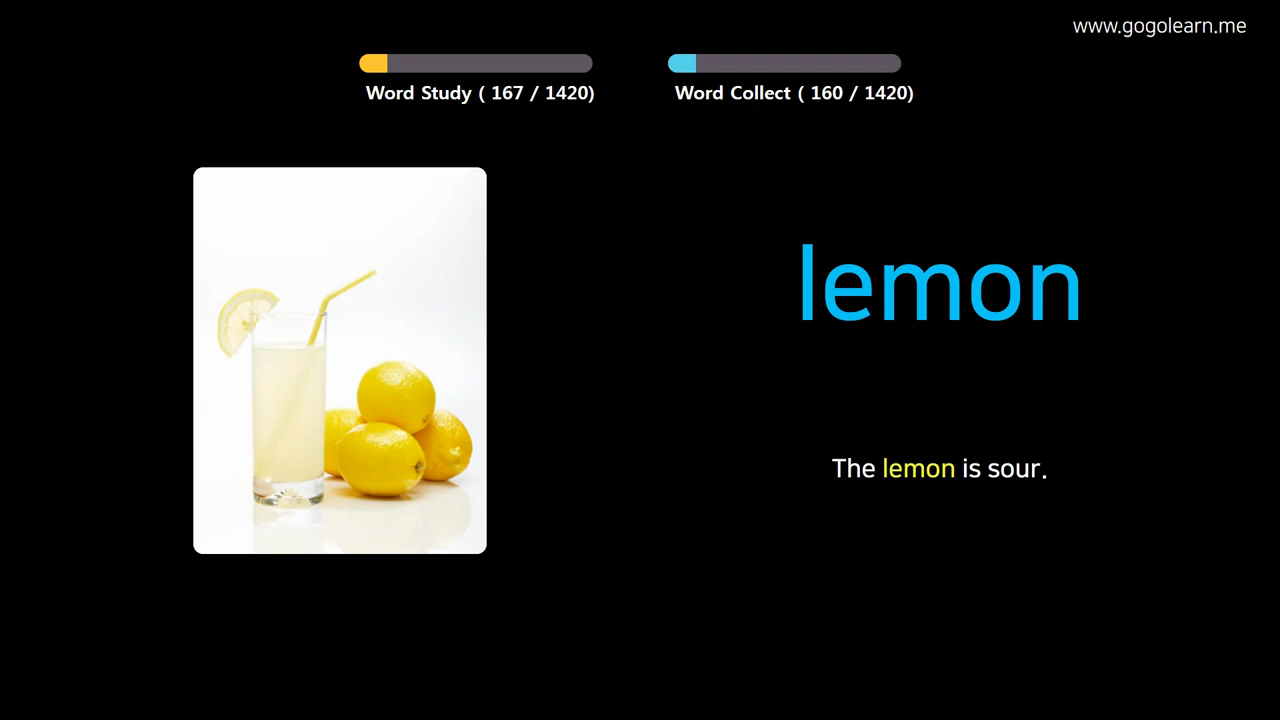 www.gogolearn.me
Word Study ( 167 / 1420)
Word Collect ( 160 / 1420)
lemon
The lemon is sour.